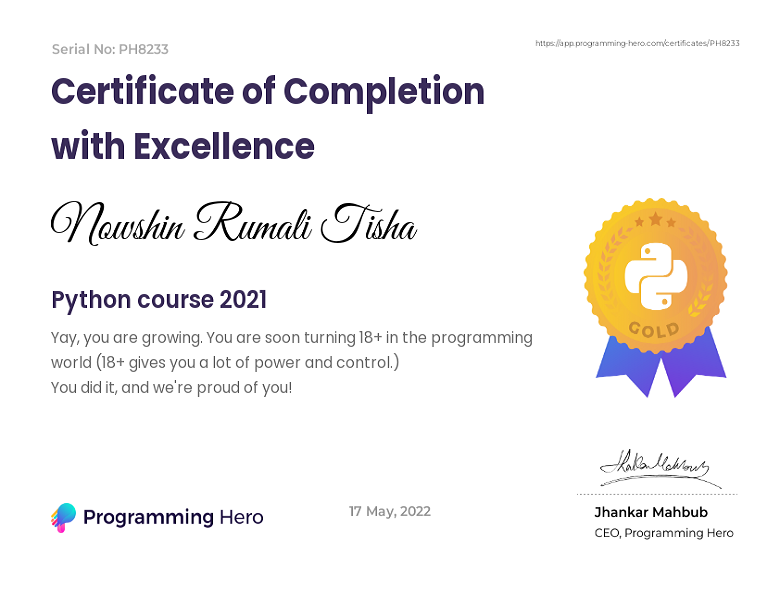 Serial No: PH8233
https://app.programming-hero.com/certificates/PH8233
Certificate of Completion
with Excellence
Nowshin Rumali Tisha
Python course 2021
Yay, you are growing. You are soon turning 18+ in the programming
world (18+ gives you a lot of power and control.)
You did it, and we're proud of you!
GOLD
Programming Hero
17 May, 2022
Jhankar Mahbub
CEO, Programming Hero